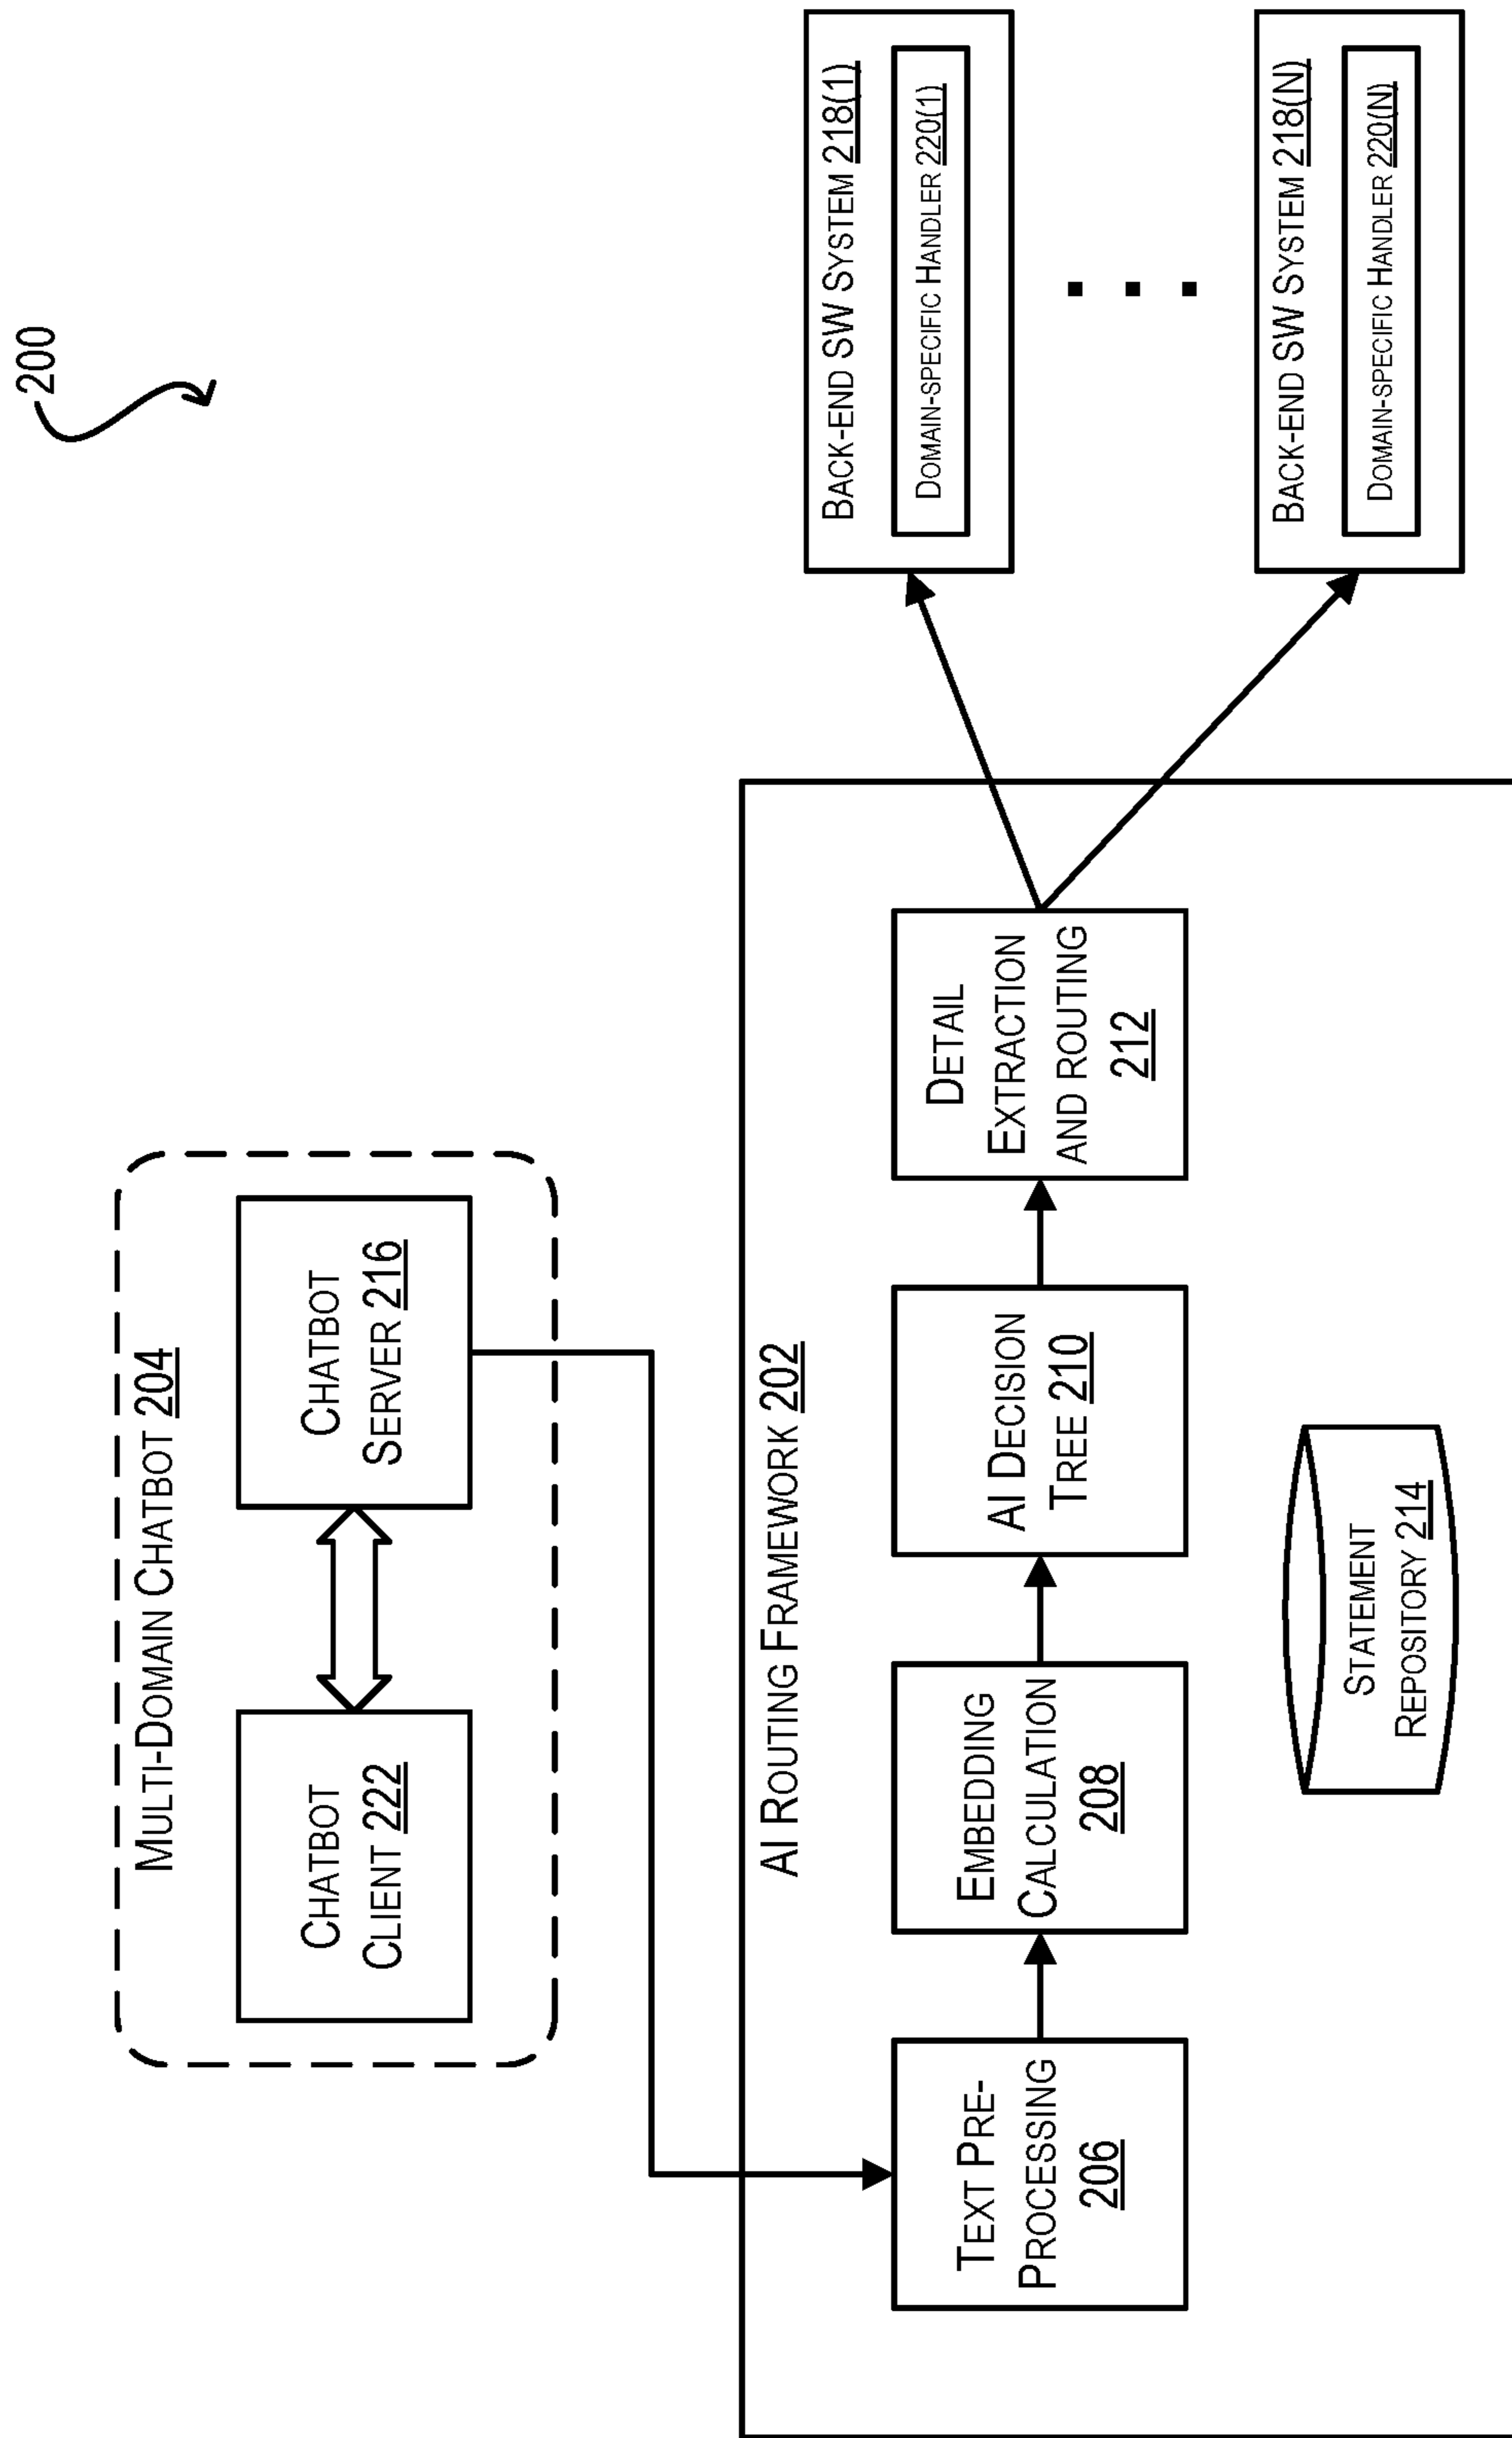 200
MULTI-DOMAIN CHATBOT 204
CHATBOT
CLIENT 222
CHATBOT
SERVER 216
AI ROUTING FRAMEWORK 202
TEXT PRE-
PROCESSING
206
EMBEDDING
CALCULATION
208
AI DECISION
TREE 210
DETAIL
EXTRACTION
AND ROUTING
212
STATEMENT
REPOSITORY 214
BACK-END SW SYSTEM 218(1)
DOMAIN-SPECIFIC HANDLER 220(1)
BACK-END SW SYSTEM 218(N)
DOMAIN-SPECIFIC HANDLER 220(N)